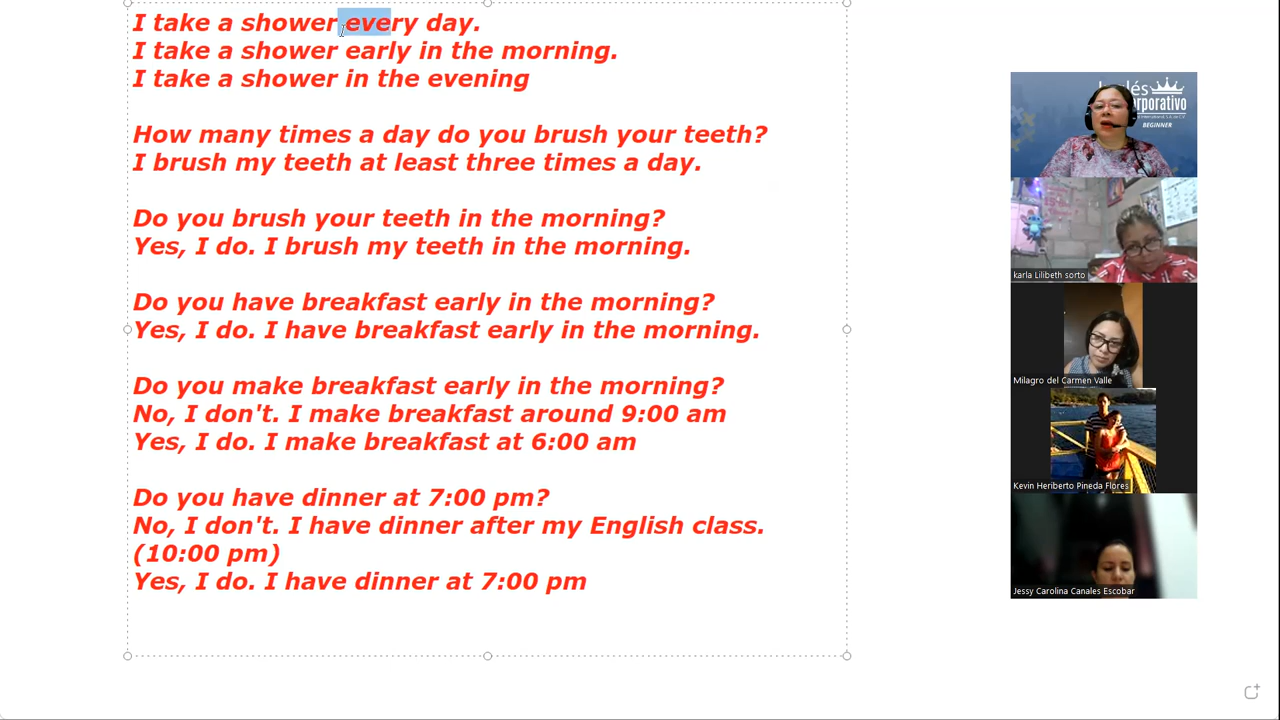 I take a shower every day.
I take a shower early in the morning.
I take a shower in the evening
How many times a day do you brush your teeth?
I brush my teeth at least three times a day.
Do you brush your teeth in the morning?
Yes, I do. I brush my teeth in the morning.
Do you have breakfast early in the morning?
Yes, I do. I have breakfast early in the morning.
Do you make breakfast early in the morning?
No, I don't. I make breakfast around 9:00 am
Yes, I do. I make breakfast at 6:00 am
Do you have dinner at 7:00 pm?
No, I don't. I have dinner after my English class.
(10:00 pm)
Yes, I do. I have dinner at 7:00 pm
BEGINNER
karla Lilibeth sorto
Milagro del Carmen Valle
Kevin Heriberto Pineda Flores
Jessy Carolina Canales Escobar